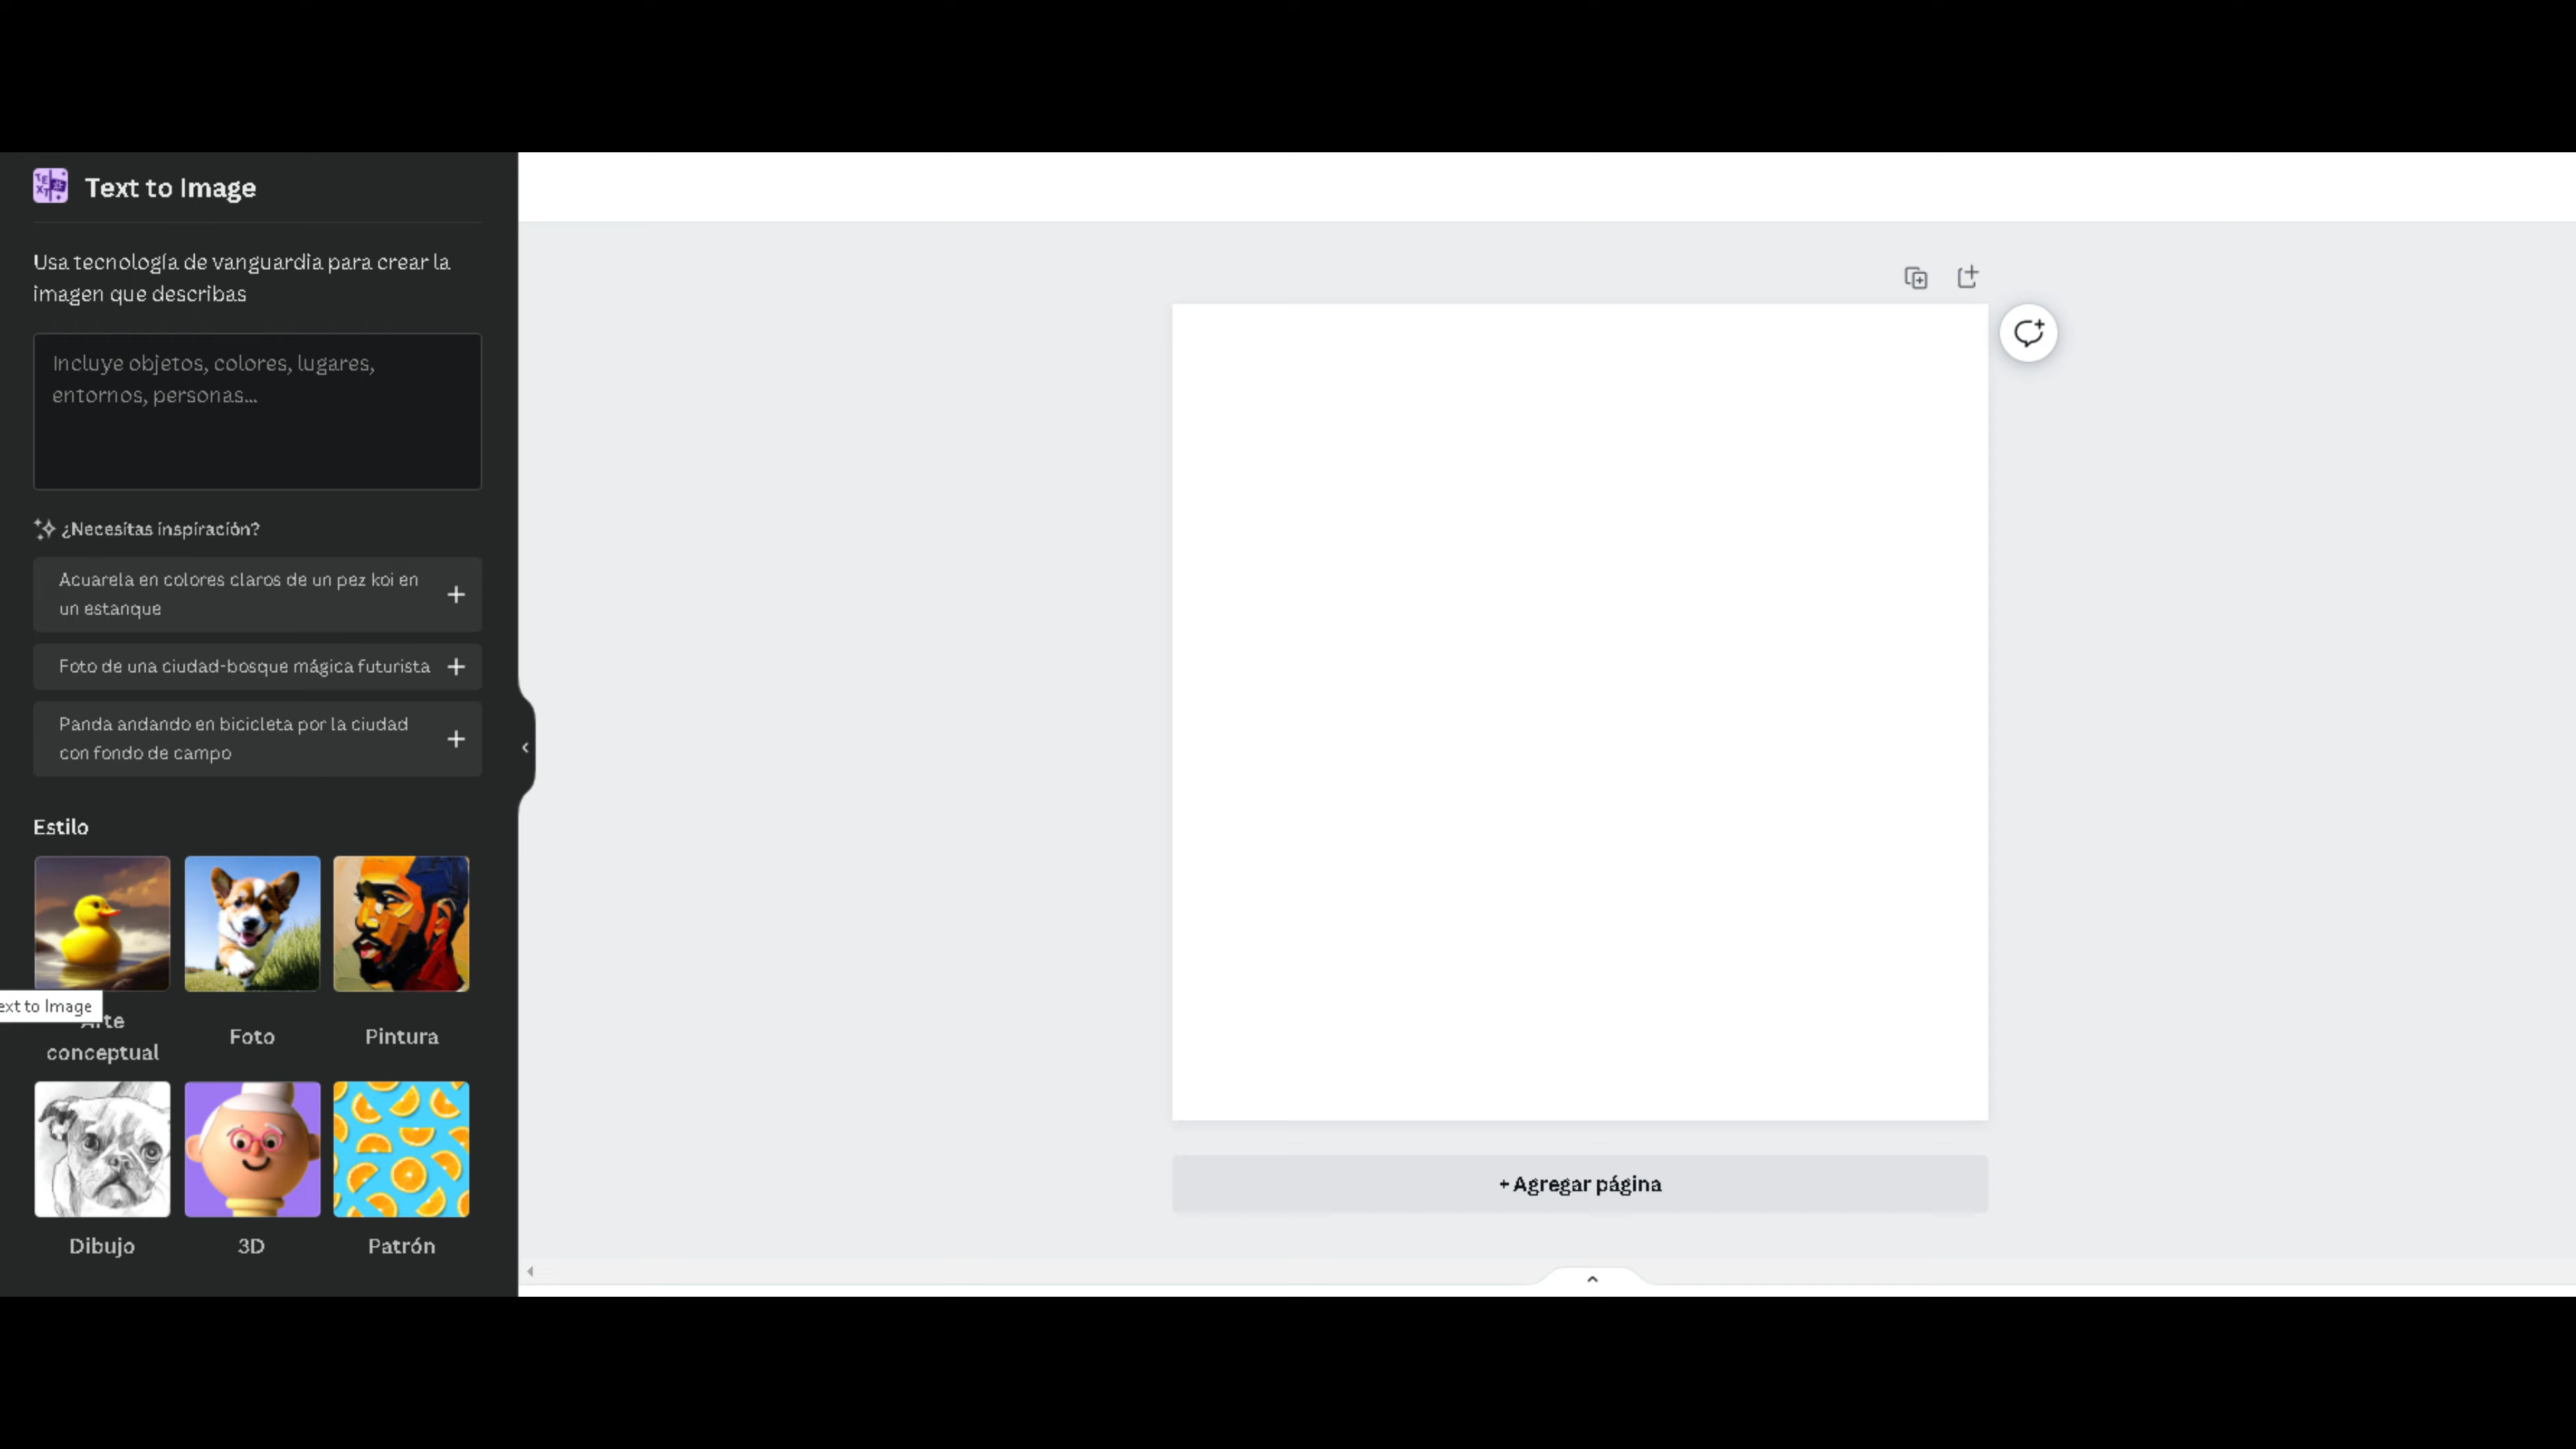 Text to Image
Usa tecnología de vanguardia para crear la
imagen que describas
Incluye objetos, colores, lugares,
entornos, personas...
¿Necesitas inspiración?
Acuarela en colores claros de un pez koi en
un estanque
Foto de una ciudad-bosque mágica futurista
Panda andando en bicicleta por la ciudad
con fondo de campo
Estilo
ext to Image
Arte
conceptual
Foto
Pintura
Dibujo
3D
Patrón
+ Agregar página